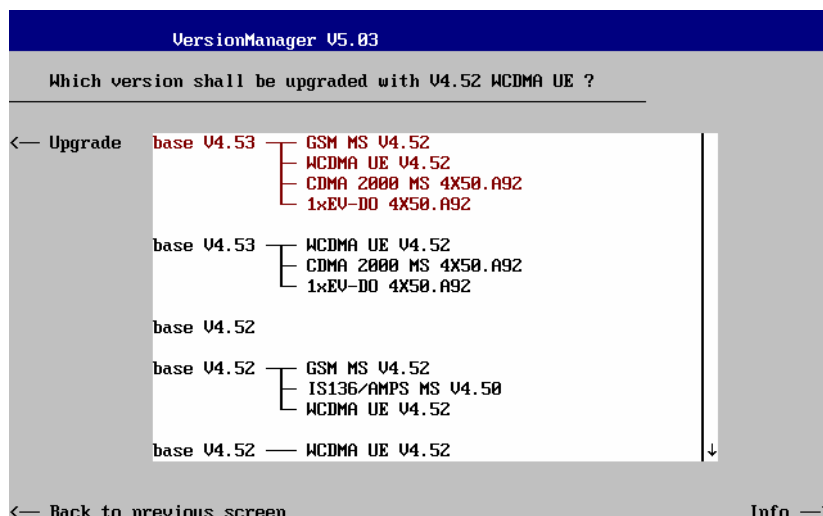 VersionManager V5.03
Which version shall be upgraded with V4.52 WCDMA UE ?
<— Upgrade base V4.53 GSM MS V4.52
WCDMA UE V4.52
CDMA 2000 MS 4X50.A92
1xEV-DO 4X50.A92
base V4.53 WCDMA UE V4.52
CDMA 2000 MS 4X50.A92
1xEV-DO 4X50.A92
base V4.52
base V4.52 GSM MS V4.52
IS136/AMPS MS V4.50
WCDMA UE V4.52
base V4.52 — WCDMA UE V4.52 ↓
<— Back to previous screen Info —